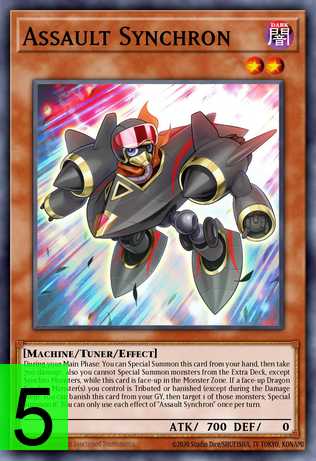 ASSAULT SYNCHRON
DARK
闇
[MACHINE/TUNER/EFFECT]
During your Main Phase: You can Special Summon this card from your hand, then take
damage, also you cannot Special Summon monsters from the Extra Deck, except
Monsters, while this card is face-up in the Monster Zone. If a face-up Dragon
you control is Tributed or banished (except during the Damage
You can banish this card from your GY, then target 1 of those monsters; Special
You can only use each effect of "Assault Synchron" once per turn.
ATK/ 700 DEF/ 0
5
©2020 Studio Dice/SHUEISHA, TV TOKYO, KONAMI